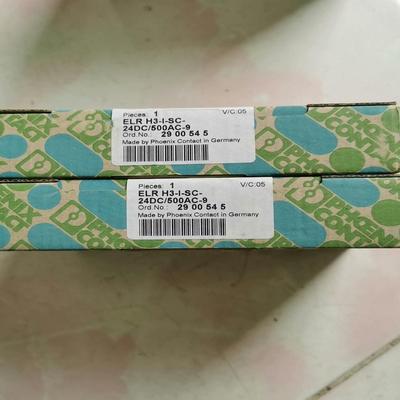 Pieces: 1 V/C:05
ELR H3-I-SC-
24DC/500AC-9
Ord.No.: 29 00 54 5
Made by Phoenix Contact in Germany
Pieces: 1 V/C:05
ELR H3-I-SC-
24DC/500AC-9
Ord.No.: 29 00 54 5
Made by Phoenix Contact in Germany